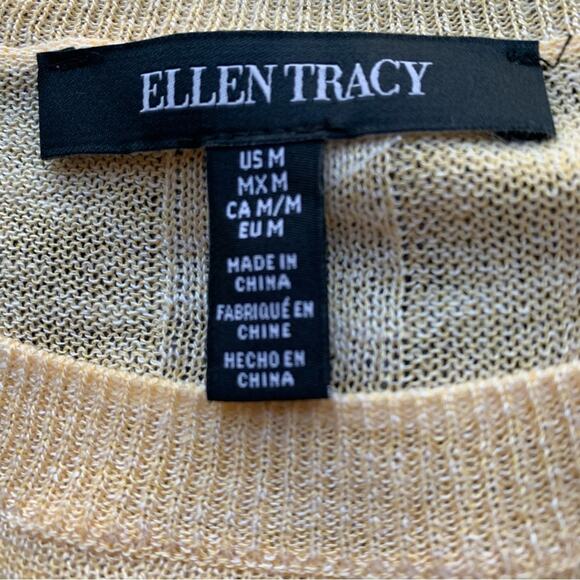 ELLEN TRACY
US M
MX M
CA M/M
EU M
MADE IN
CHINA
FABRIQUÉ EN
CHINE
HECHO EN
CHINA